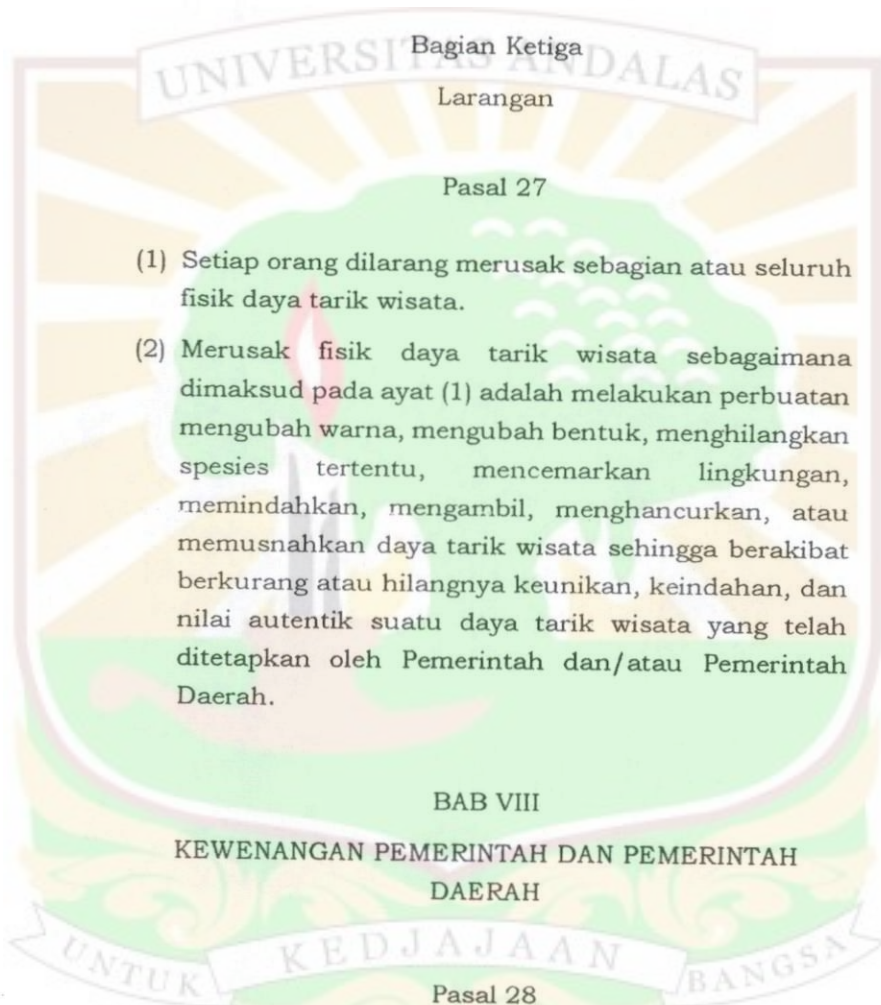 UNIVERSITAS ANDALAS
Bagian Ketiga
Larangan
Pasal 27
(1) Setiap orang dilarang merusak sebagian atau seluruh
fisik daya tarik wisata.
(2) Merusak fisik daya tarik wisata sebagaimana
dimaksud pada ayat (1) adalah melakukan perbuatan
mengubah warna, mengubah bentuk, menghilangkan
spesies tertentu, mencemarkan lingkungan,
memindahkan, mengambil, menghancurkan, atau
memusnahkan daya tarik wisata sehingga berakibat
berkurang atau hilangnya keunikan, keindahan, dan
nilai autentik suatu daya tarik wisata yang telah
ditetapkan oleh Pemerintah dan/atau Pemerintah
Daerah.
BAB VIII
KEWENANGAN PEMERINTAH DAN PEMERINTAH
DAERAH
UNTUK KEDJAJAAN BANGSA
Pasal 28